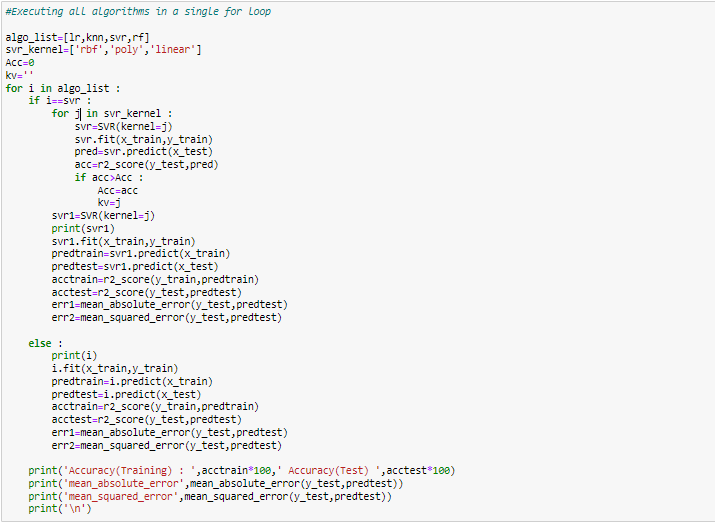 #Executing all algorithms in a single for loop
algo_list=[lr,knn,svr,rf]
svr_kernel=['rbf','poly','linear']
Acc=0
kv=''
for i in algo_list :
    if i==svr :
        for j in svr_kernel :
            svr=SVR(kernel=j)
            svr.fit(x_train,y_train)
            pred=svr.predict(x_test)
            acc=r2_score(y_test,pred)
            if acc>Acc :
                Acc=acc
                kv=j
        svr1=SVR(kernel=j)
        print(svr1)
        svr1.fit(x_train,y_train)
        predtrain=svr1.predict(x_train)
        predtest=svr1.predict(x_test)
        acctrain=r2_score(y_train,predtrain)
        acctest=r2_score(y_test,predtest)
        err1=mean_absolute_error(y_test,predtest)
        err2=mean_squared_error(y_test,predtest)
    else :
        print(i)
        i.fit(x_train,y_train)
        predtrain=i.predict(x_train)
        predtest=i.predict(x_test)
        acctrain=r2_score(y_train,predtrain)
        acctest=r2_score(y_test,predtest)
        err1=mean_absolute_error(y_test,predtest)
        err2=mean_squared_error(y_test,predtest)
    print('Accuracy(Training) : ',acctrain*100,' Accuracy(Test) ',acctest*100)
    print('mean_absolute_error',mean_absolute_error(y_test,predtest))
    print('mean_squared_error',mean_squared_error(y_test,predtest))
    print('\n')